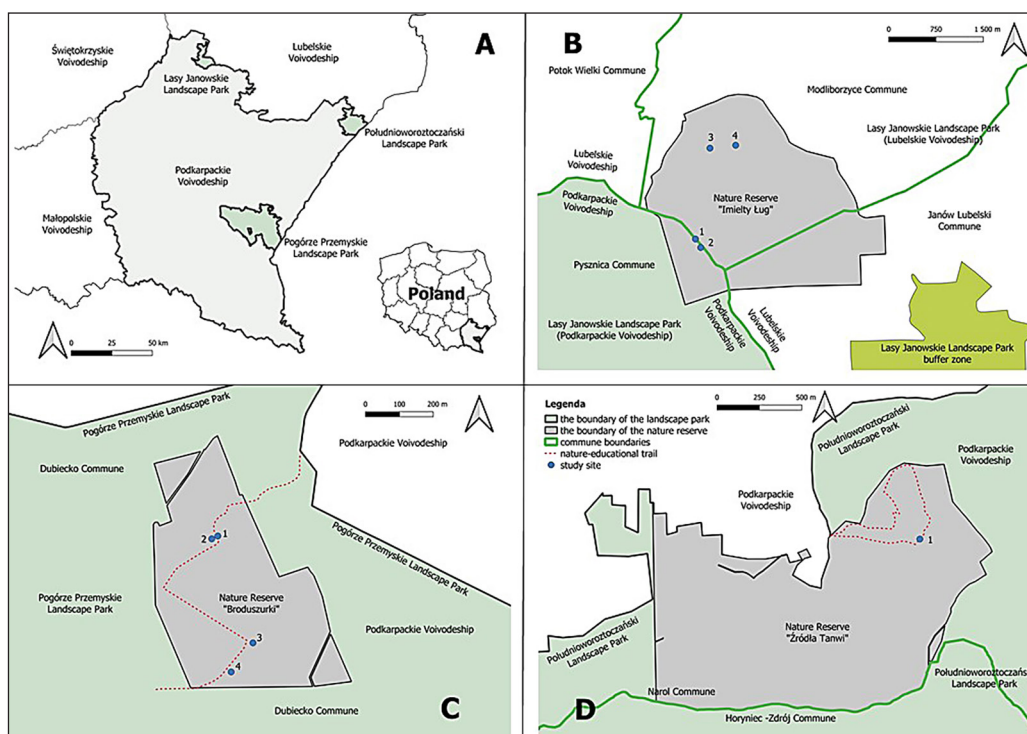 A
Świętokrzyskie
Voivodeship
Lubelskie
Voivodeship
Lasy Janowskie
Landscape Park
Południoworoztoczański
Landscape Park
Podkarpackie
Voivodeship
Małopolskie
Voivodeship
Pogórze Przemyskie
Landscape Park
Poland
0 25 50 km
B
0 750 1 500 m
Potok Wielki Commune
Modliborzyce Commune
Lasy Janowskie Landscape Park
(Lubelskie Voivodeship)
3 4
Lubelskie
Voivodeship
Podkarpackie
Voivodeship
Nature Reserve
"Imielty Ług"
Janów Lubelski
Commune
1
2
Pysznica Commune
Lasy Janowskie Landscape Park
(Podkarpackie Voivodeship)
Podkarpackie
Voivodeship
Lubelskie
Voivodeship
Lasy Janowskie Landscape Park
buffer zone
Pogórze Przemyskie Landscape Park
0 100 200 m
Podkarpackie Voivodeship
Dubiecko Commune
2 1
Pogórze Przemyskie Landscape Park
Pogórze Przemyskie
Landscape Park
Nature Reserve
"Broduszurki"
Podkarpackie Voivodeship
3
4
Dubiecko Commune
C
Legenda
the boundary of the landscape park
the boundary of the nature reserve
commune boundaries
nature-educational trail
study site
0 250 500 m
Południoworoztoczański
Landscape Park
Podkarpackie
Voivodeship
Podkarpackie
Voivodeship
1
Nature Reserve
"Źródła Tanwi"
Południoworoztoczański
Landscape Park
Południoworoztoczańsk
Landscape Park
Narol Commune
Horyniec -Zdrój Commune
D